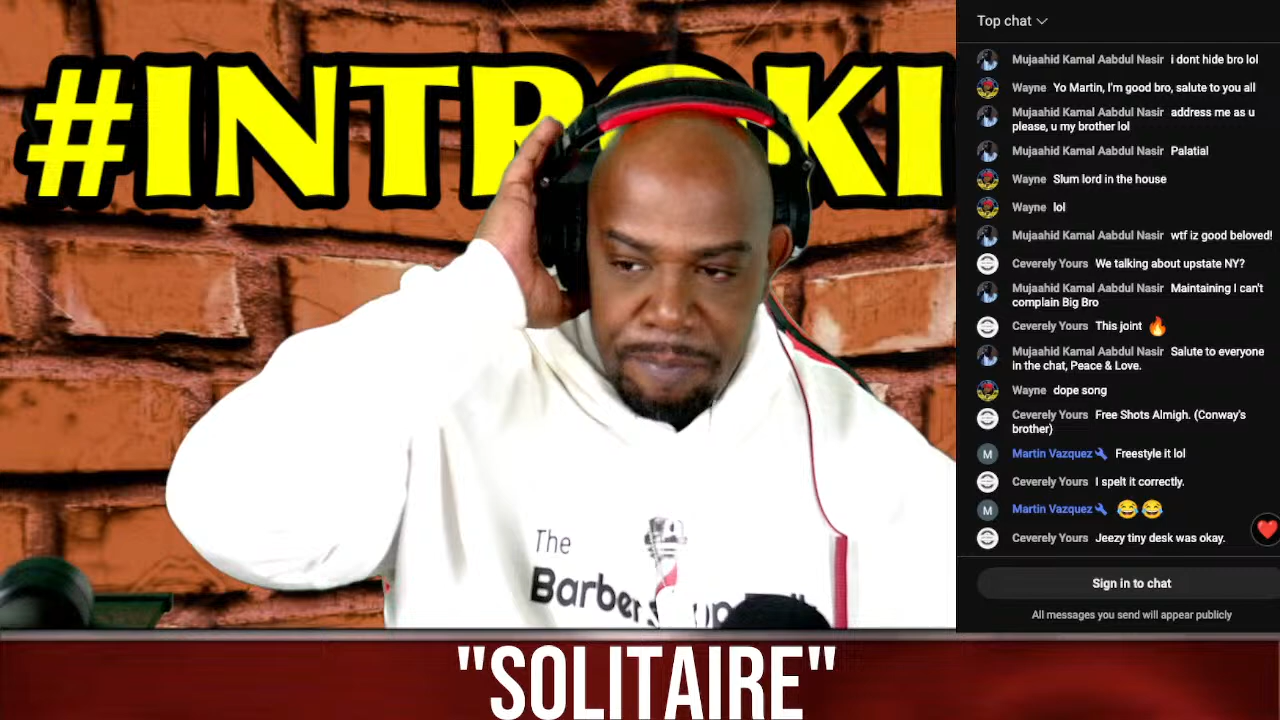 #INTRO KI
The
Barber
"SOLITAIRE"
Top chat
Mujaahid Kamal Aabdul Nasir i dont hide bro lol
Wayne Yo Martin, I'm good bro, salute to you all
Mujaahid Kamal Aabdul Nasir address me as u
please, u my brother lol
Mujaahid Kamal Aabdul Nasir Palatial
Wayne Slum lord in the house
Wayne lol
Mujaahid Kamal Aabdul Nasir wtf iz good beloved!
Ceverely Yours We talking about upstate NY?
Mujaahid Kamal Aabdul Nasir Maintaining I can't
complain Big Bro
Ceverely Yours This joint 🔥
Mujaahid Kamal Aabdul Nasir Salute to everyone
in the chat, Peace & Love.
Wayne dope song
Ceverely Yours Free Shots Almigh. (Conway's
brother)
M Martin Vazquez Freestyle it lol
Ceverely Yours I spelt it correctly.
M Martin Vazquez 😂😂
Ceverely Yours Jeezy tiny desk was okay.
Sign in to chat
All messages you send will appear publicly